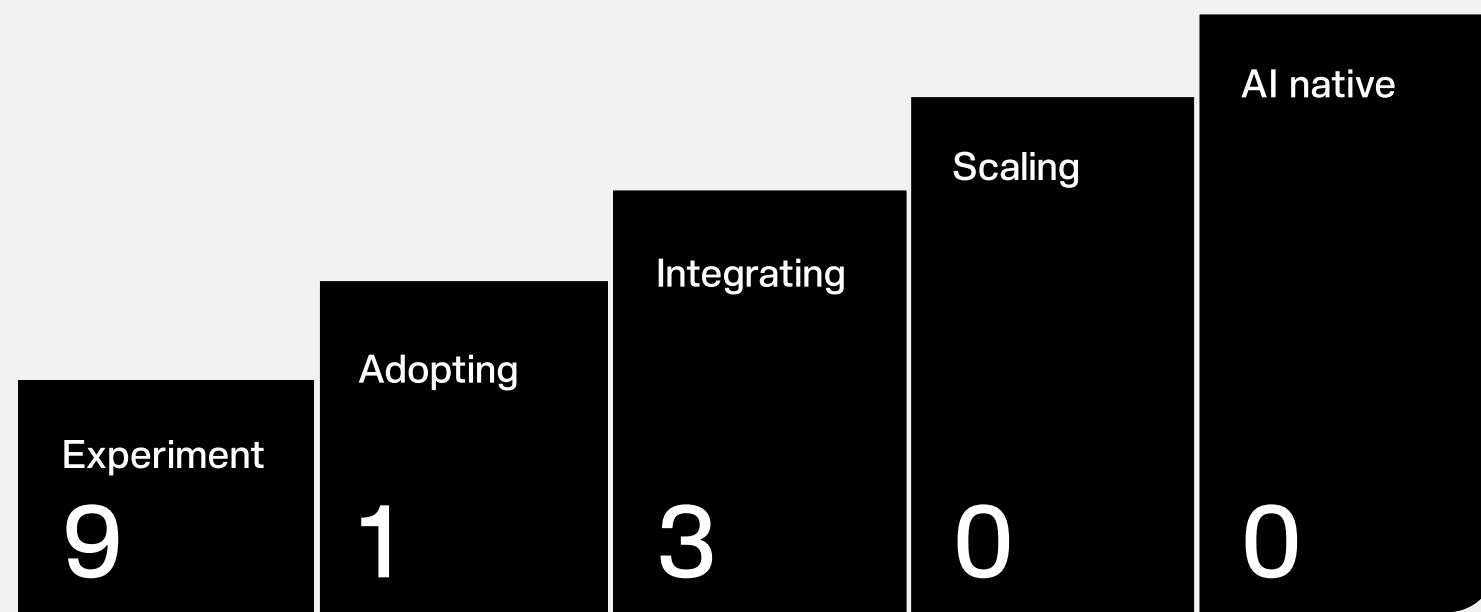 AI native
Scaling
Integrating
Adopting
Experiment
9
1
3
0
0